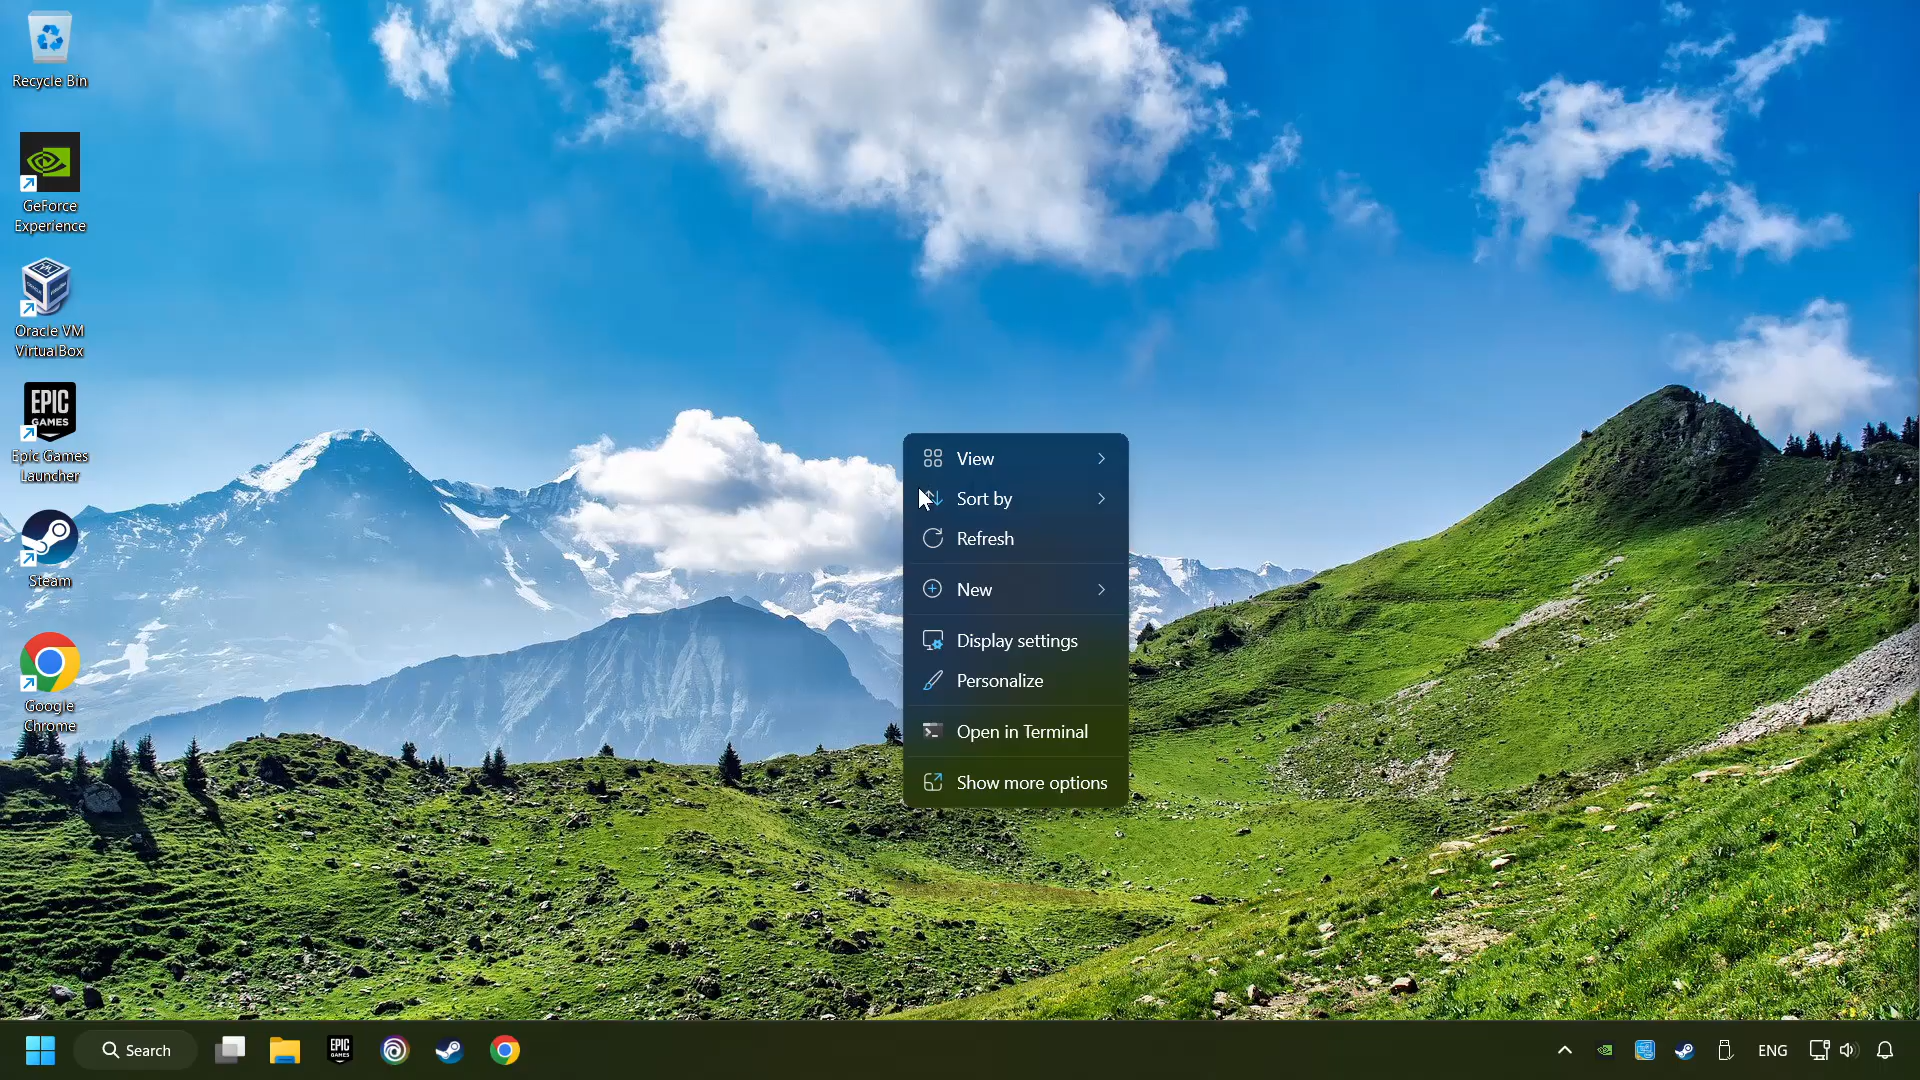 Recycle Bin
GeForce
Experience
Oracle VM
VirtualBox
EPIC
GAMES
Epic Games
Launcher
Steam
Google
Chrome
View
Sort by
Refresh
New
Display settings
Personalize
Open in Terminal
Show more options
Search
EPIC
GAMES
ENG